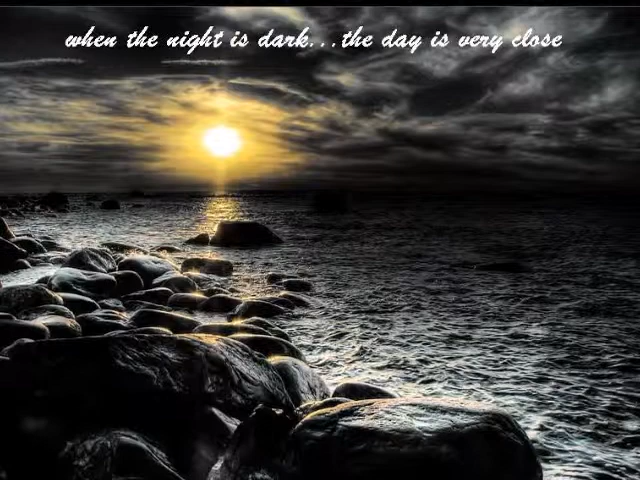 when the night is dark...the day is very close